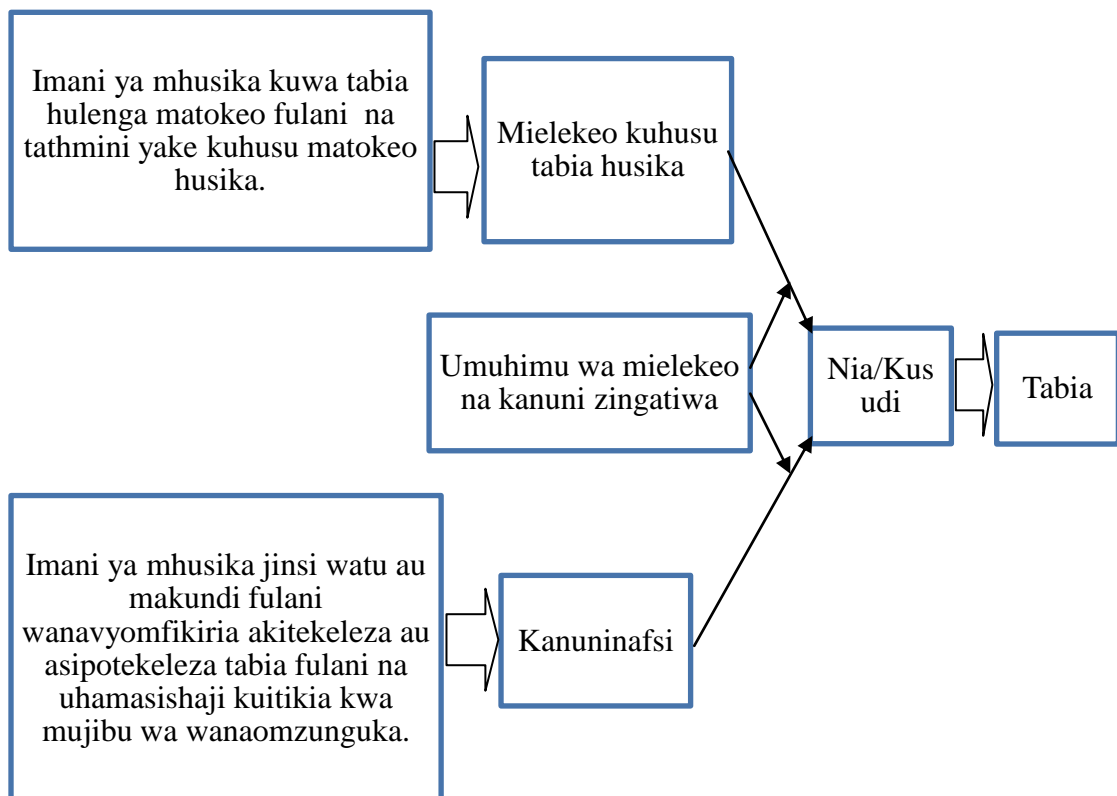 Imani ya mhusika kuwa tabia
hulenga matokeo fulani na
tathmini yake kuhusu matokeo
husika.
Mielekeo kuhusu
tabia husika
Umuhimu wa mielekeo
na kanuni zingatiwa
Nia/Kus
udi
Tabia
Imani ya mhusika jinsi watu au
makundi fulani
wanavyomfikiria akitekeleza au
asipotekeleza tabia fulani na
uhamasishaji kuitikia kwa
mujibu wa wanaomzunguka.
Kanuninafsi